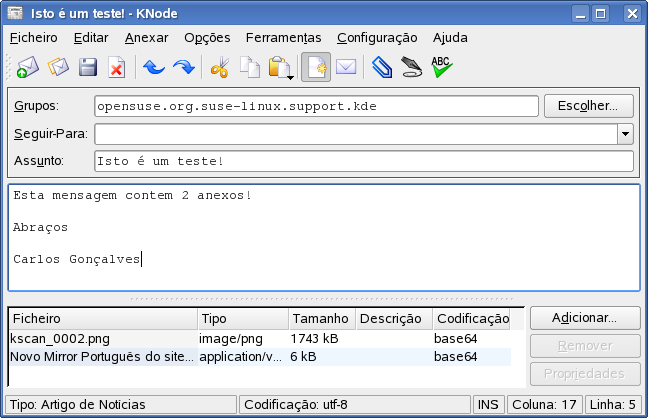 Isto é um teste! - KNode
Ficheiro Editar Anexar Opções Ferramentas Configuração Ajuda
ABC
Grupos: opensuse.org.suse-linux.support.kde Escolher...
Seguir-Para:
Assunto: Isto é um teste!
Esta mensagem contem 2 anexos!
Abraços
Carlos Gonçalves
Ficheiro Tipo Tamanho Descrição Codificação
kscan_0002.png image/png 1743 kB base64
Novo Mirror Português do site... application/v... 6 kB base64
Adicionar...
Remover
Propriedades
Tipo: Artigo de Noticias Codificação: utf-8 INS Coluna: 17 Linha: 5